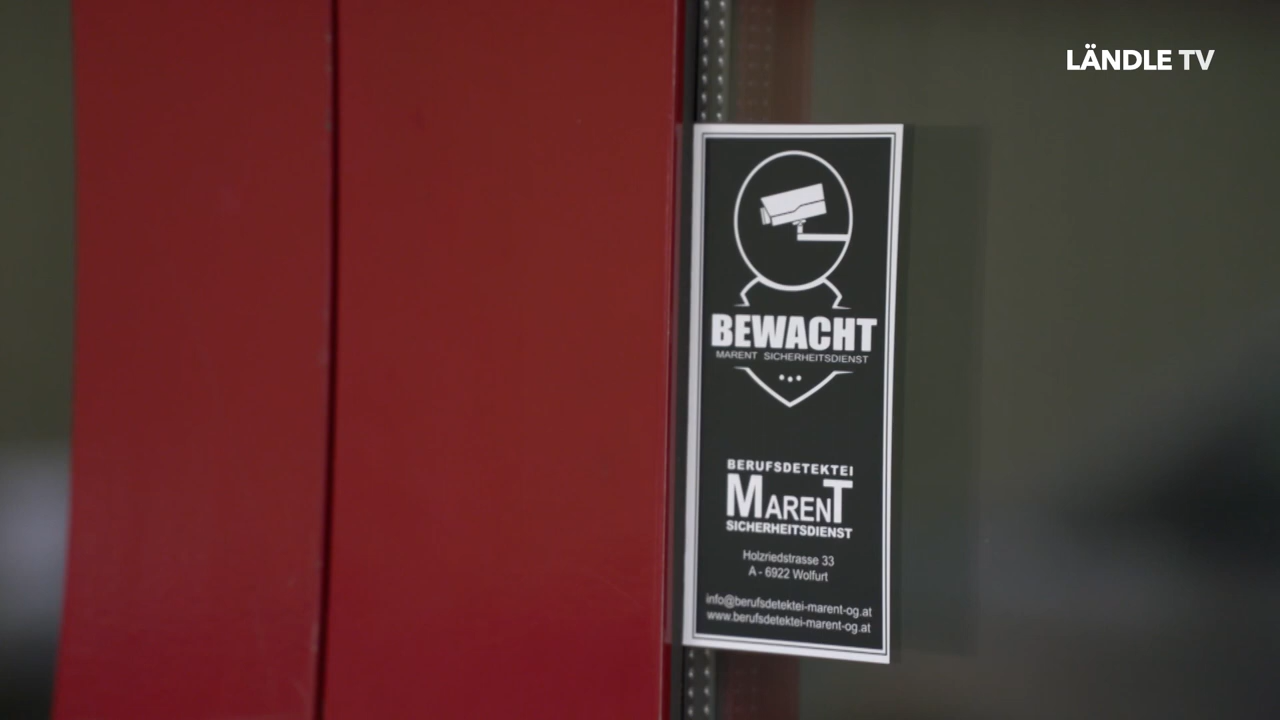 LÄNDLE TV
BEWACHT
MARENT SICHERHEITSDIENST
BERUFSDETEKTEI
MARENT
SICHERHEITSDIENST
Holzriedstrasse 33
A - 6922 Wolfurt
info@berufsdetektei-marent-og.at
www.berufsdetektei-marent-og.at